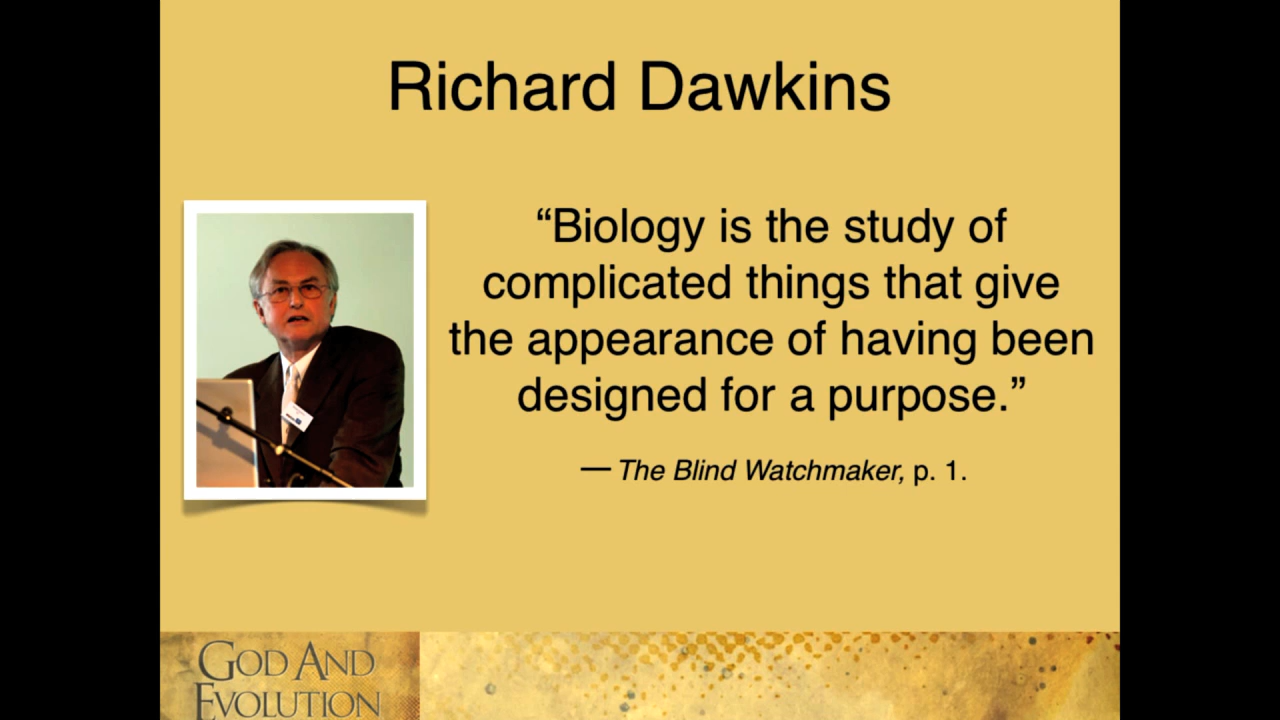 Richard Dawkins
“Biology is the study of
complicated things that give
the appearance of having been
designed for a purpose.”
— The Blind Watchmaker, p. 1.
GOD AND
EVOLUTION